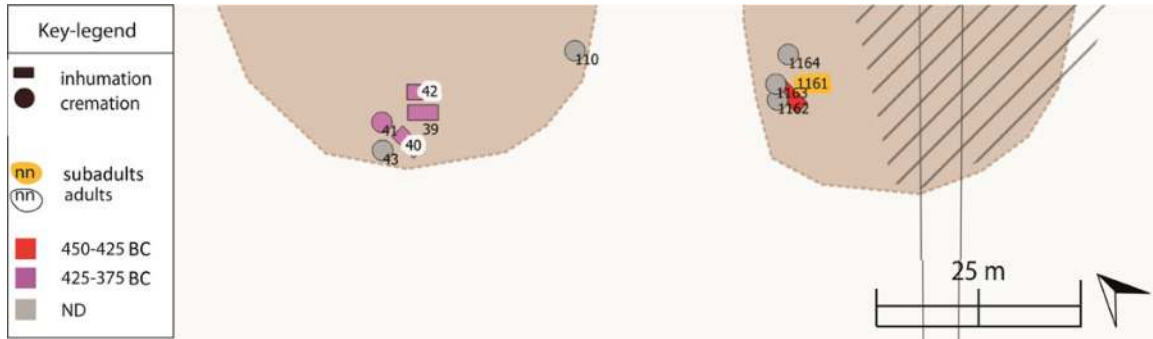 Key-legend
inhumation
cremation
nn subadults
nn adults
450-425 BC
425-375 BC
ND
110
42
39
41
40
43
1164
1161
1163
1162
25 m